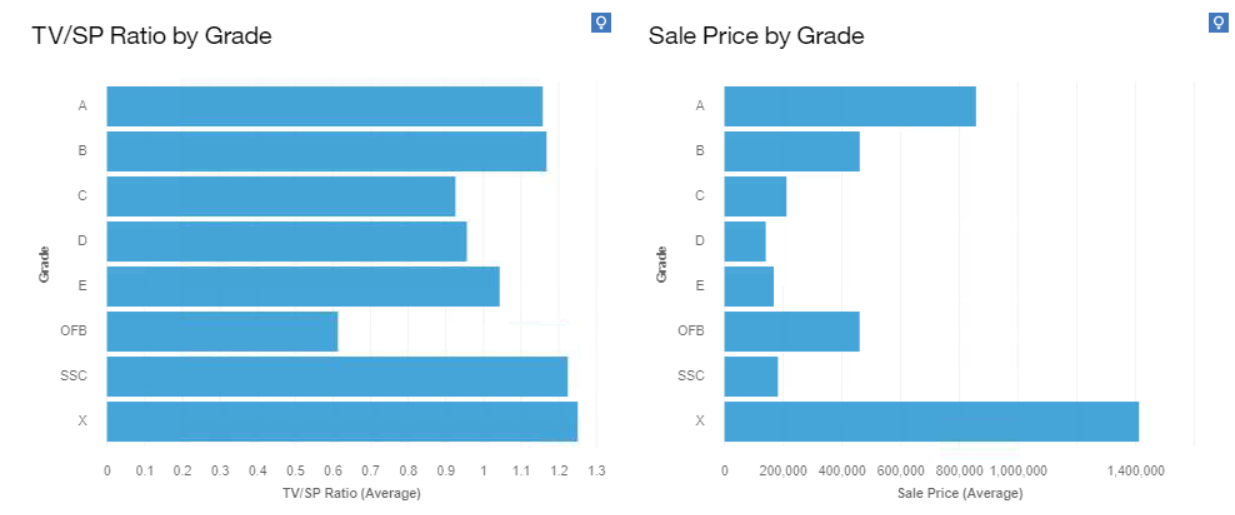 TV/SP Ratio by Grade
Grade
A
B
C
D
E
OFB
SSC
X
0 0.1 0.2 0.3 0.4 0.5 0.6 0.7 0.8 0.9 1 1.1 1.2 1.3
TV/SP Ratio (Average)
Sale Price by Grade
Grade
A
B
C
D
E
OFB
SSC
X
0 200,000 400,000 600,000 800,000 1,0000,000 1,400,000
Sale Price (Average)